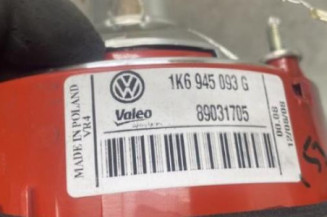 1K6 945 093 G
Valeo
89031705
MADE IN POLAND
VR4